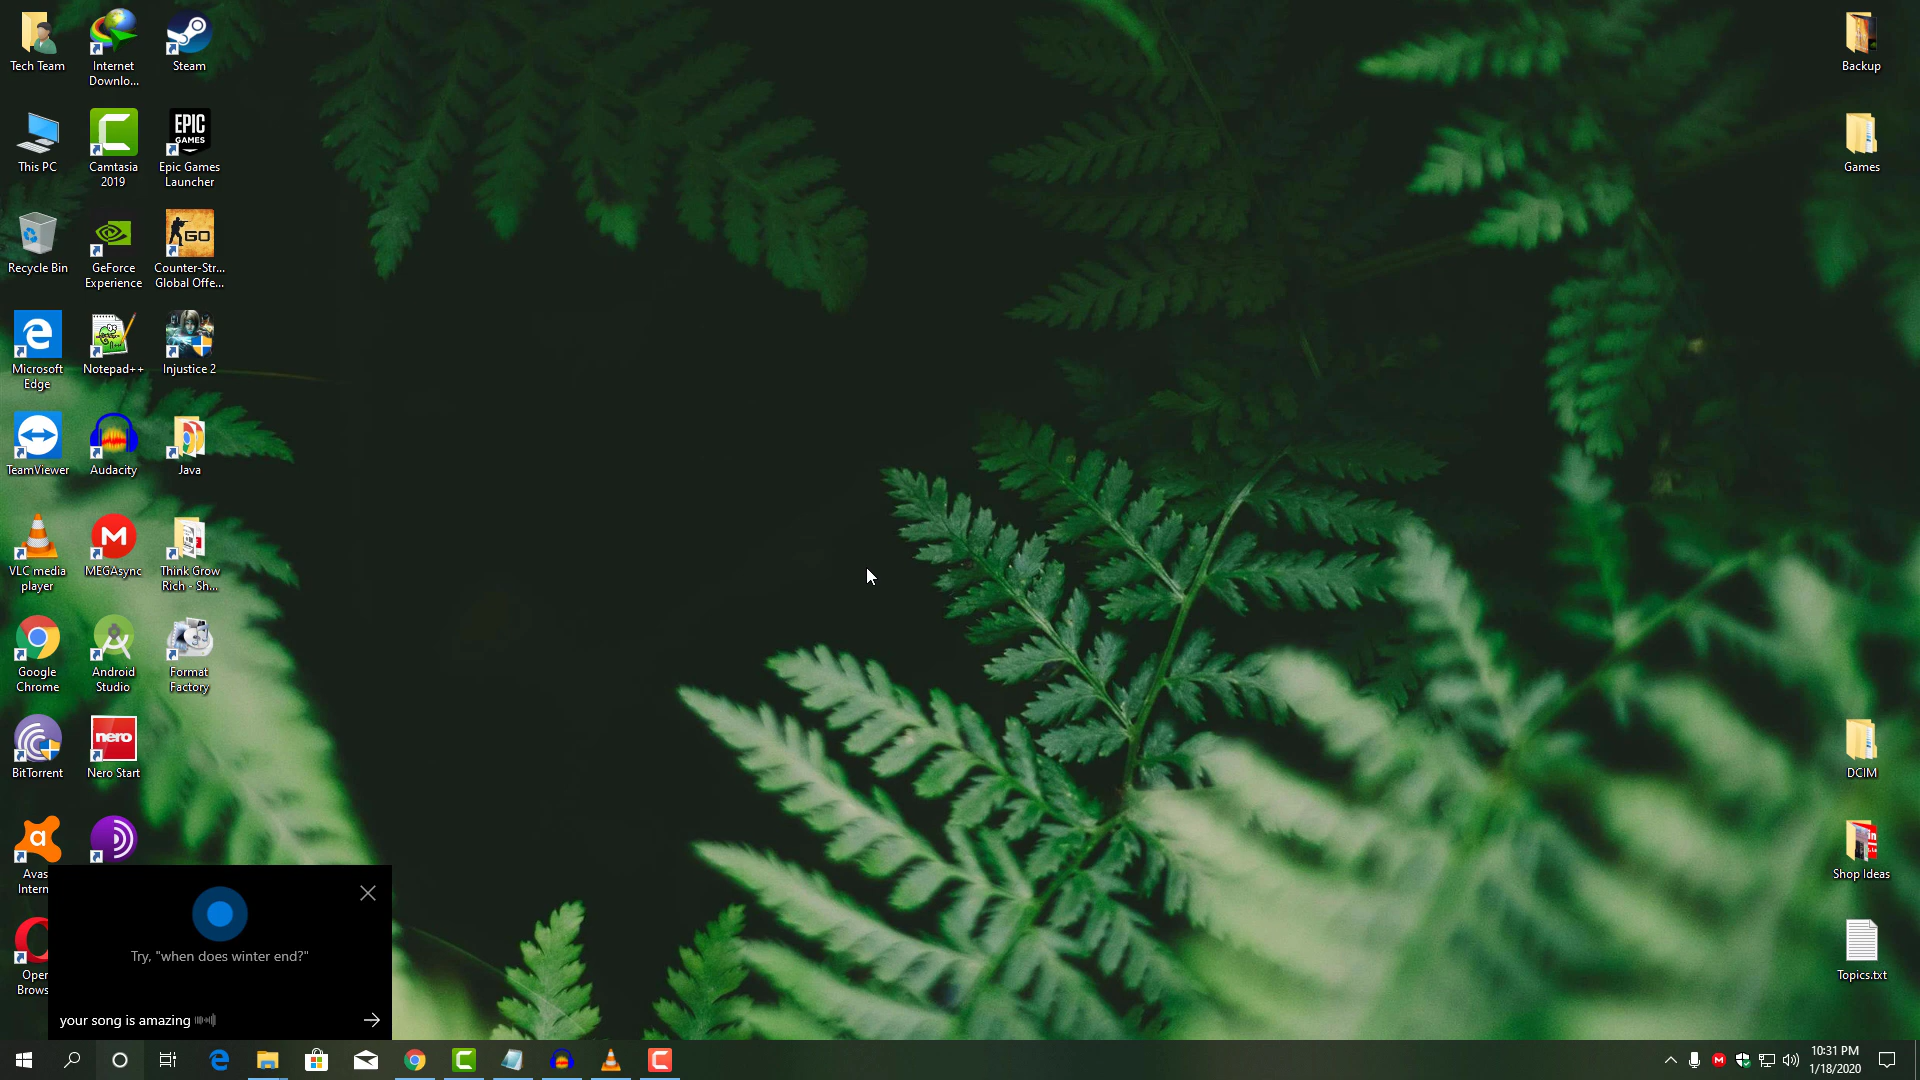 Tech Team
Internet
Downlo...
Steam
This PC
Camtasia
2019
EPIC
GAMES
Epic Games
Launcher
Recycle Bin
GeForce
Experience
GO
Counter-Str...
Global Offe...
Microsoft
Edge
Notepad++
Injustice 2
TeamViewer
Audacity
Java
VLC media
player
MEGAsync
Think Grow
Rich - Sh...
Google
Chrome
Android
Studio
Format
Factory
BitTorrent
nero
Nero Start
Avas
Intern
Oper
Brows
Backup
Games
DCIM
Shop Ideas
Topics.txt
Try, "when does winter end?"
your song is amazing
10:31 PM
1/18/2020